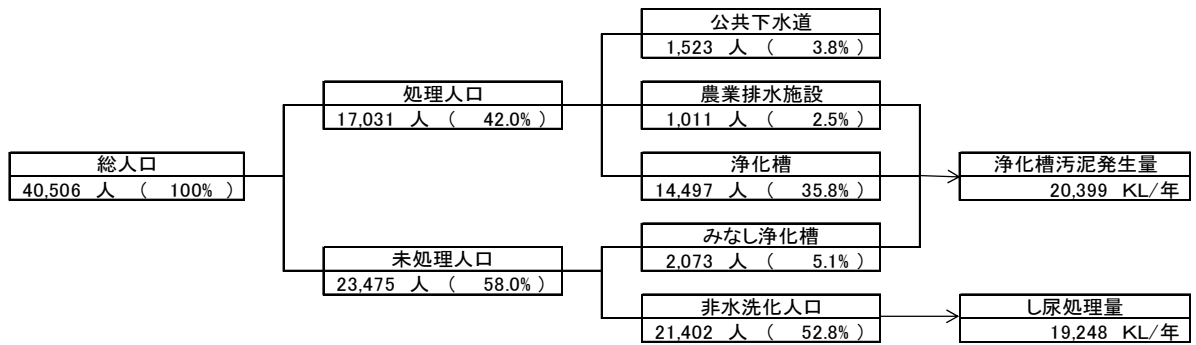 総人口
40,506 人 ( 100% )
処理人口
17,031 人 ( 42.0% )
未処理人口
23,475 人 ( 58.0% )
公共下水道
1,523 人 ( 3.8% )
農業排水施設
1,011 人 ( 2.5% )
浄化槽
14,497 人 ( 35.8% )
みなし浄化槽
2,073 人 ( 5.1% )
非水洗化人口
21,402 人 ( 52.8% )
浄化槽汚泥発生量
20,399 KL/年
し尿処理量
19,248 KL/年